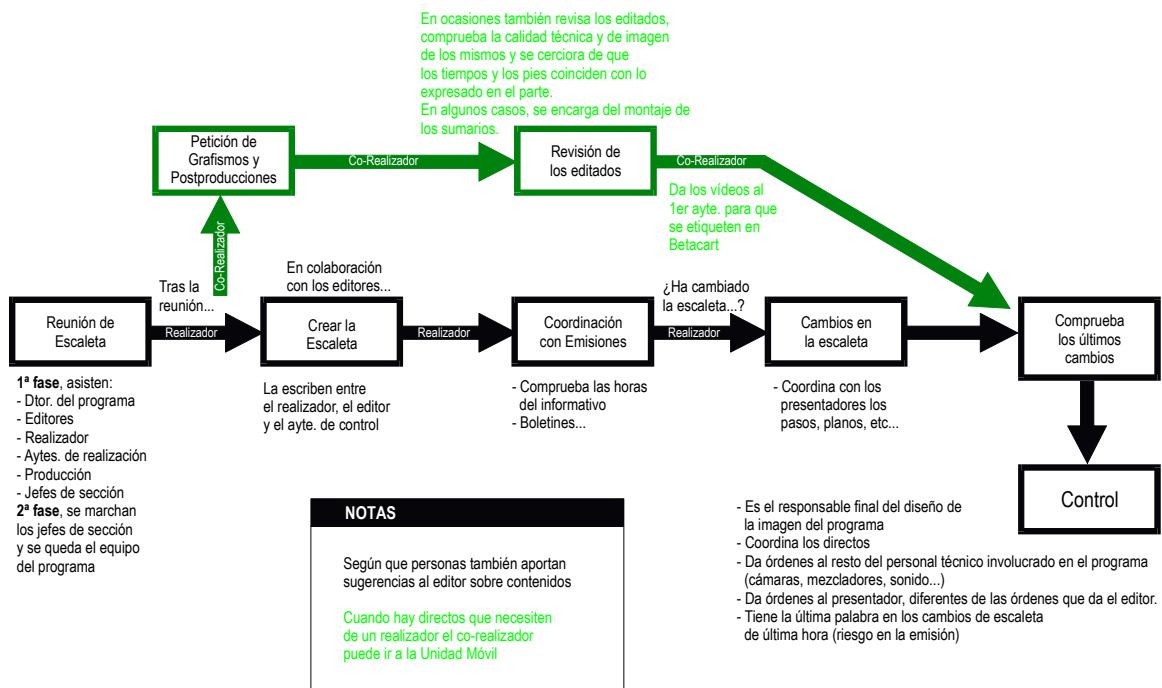 En ocasiones también revisa los editados,
comprueba la calidad técnica y de imagen
de los mismos y se cerciora de que
los tiempos y los pies coinciden con lo
expresado en el parte.
En algunos casos, se encarga del montaje de
los sumarios.
Petición de
Grafismos y
Postproducciones
Co-Realizador
Revisión de
los editados
Co-Realizador
Da los vídeos al
1er ayte. para que
se etiqueten en
Betacart
Co-Realizador
Tras la
reunión...
En colaboración
con los editores...
¿Ha cambiado
la escaleta...?
Reunión de
Escaleta
Realizador
Crear la
Escaleta
Realizador
Coordinación
con Emisiones
Realizador
Cambios en
la escaleta
Comprueba
los últimos
cambios
1ª fase, asisten:
- Dtor. del programa
- Editores
- Realizador
- Aytes. de realización
- Producción
- Jefes de sección
2ª fase, se marchan
los jefes de sección
y se queda el equipo
del programa
La escriben entre
el realizador, el editor
y el ayte. de control
- Comprueba las horas
del informativo
- Boletines...
- Coordina con los
presentadores los
pasos, planos, etc...
Control
- Es el responsable final del diseño de
la imagen del programa
- Coordina los directos
- Da órdenes al resto del personal técnico involucrado en el programa
(cámaras, mezcladores, sonido...)
- Da órdenes al presentador, diferentes de las órdenes que da el editor.
- Tiene la última palabra en los cambios de escaleta
de última hora (riesgo en la emisión)
NOTAS
Según que personas también aportan
sugerencias al editor sobre contenidos
Cuando hay directos que necesiten
de un realizador el co-realizador
puede ir a la Unidad Móvil